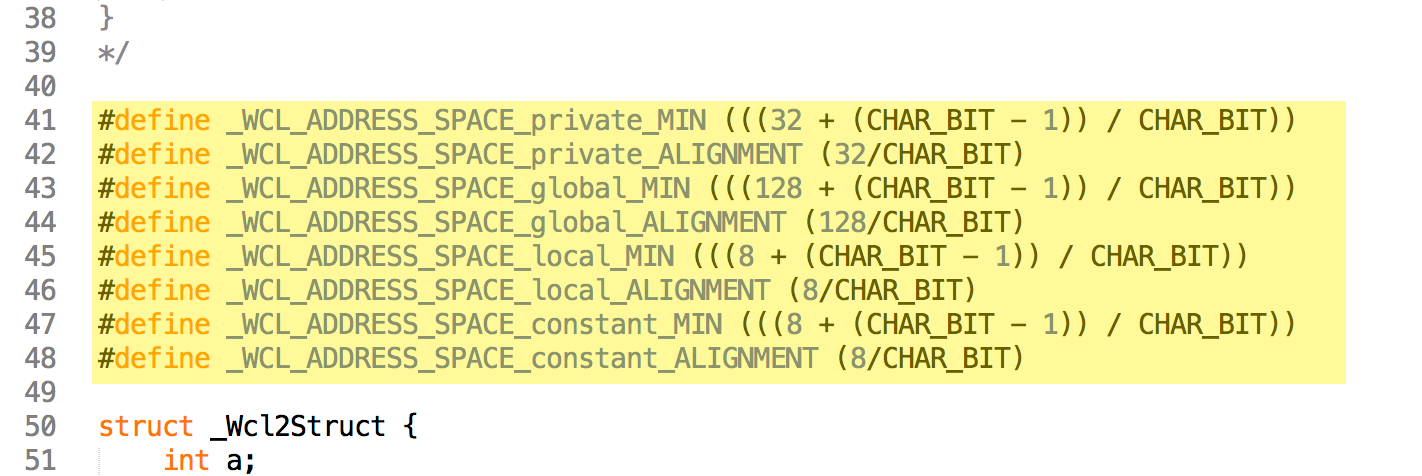 38 }
39 */
40
41 #define _WCL_ADDRESS_SPACE_private_MIN (((32 + (CHAR_BIT - 1)) / CHAR_BIT))
42 #define _WCL_ADDRESS_SPACE_private_ALIGNMENT (32/CHAR_BIT)
43 #define _WCL_ADDRESS_SPACE_global_MIN (((128 + (CHAR_BIT - 1)) / CHAR_BIT))
44 #define _WCL_ADDRESS_SPACE_global_ALIGNMENT (128/CHAR_BIT)
45 #define _WCL_ADDRESS_SPACE_local_MIN (((8 + (CHAR_BIT - 1)) / CHAR_BIT))
46 #define _WCL_ADDRESS_SPACE_local_ALIGNMENT (8/CHAR_BIT)
47 #define _WCL_ADDRESS_SPACE_constant_MIN (((8 + (CHAR_BIT - 1)) / CHAR_BIT))
48 #define _WCL_ADDRESS_SPACE_constant_ALIGNMENT (8/CHAR_BIT)
49
50 struct _Wcl2Struct {
51     int a;